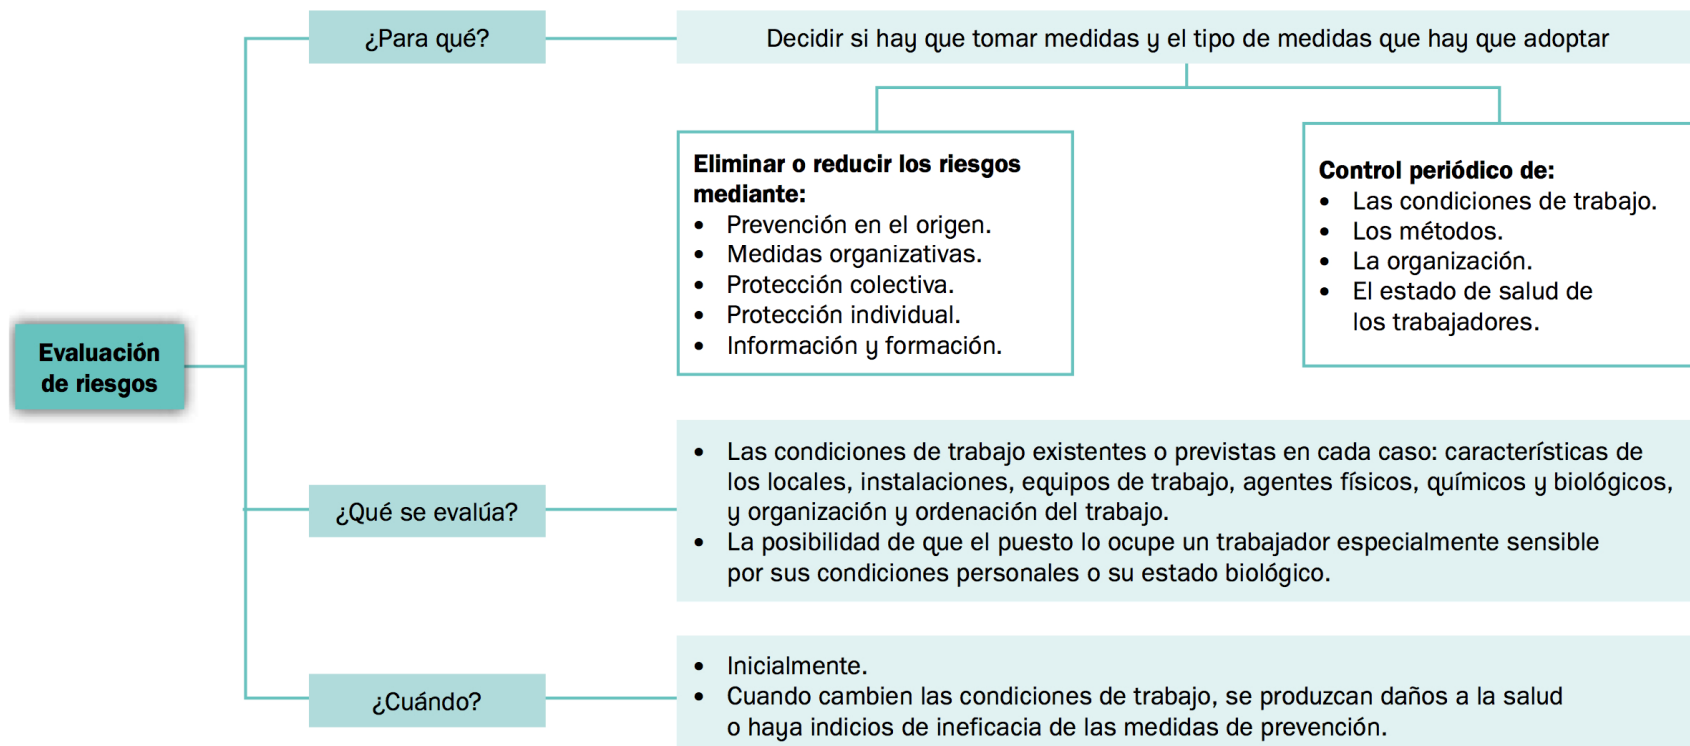 ¿Para qué?
Decidir si hay que tomar medidas y el tipo de medidas que hay que adoptar
Eliminar o reducir los riesgos
mediante:
• Prevención en el origen.
• Medidas organizativas.
• Protección colectiva.
• Protección individual.
• Información y formación.
Control periódico de:
• Las condiciones de trabajo.
• Los métodos.
• La organización.
• El estado de salud de
los trabajadores.
Evaluación
de riesgos
¿Qué se evalúa?
• Las condiciones de trabajo existentes o previstas en cada caso: características de
los locales, instalaciones, equipos de trabajo, agentes físicos, químicos y biológicos,
y organización y ordenación del trabajo.
• La posibilidad de que el puesto lo ocupe un trabajador especialmente sensible
por sus condiciones personales o su estado biológico.
¿Cuándo?
• Inicialmente.
• Cuando cambien las condiciones de trabajo, se produzcan daños a la salud
o haya indicios de ineficacia de las medidas de prevención.